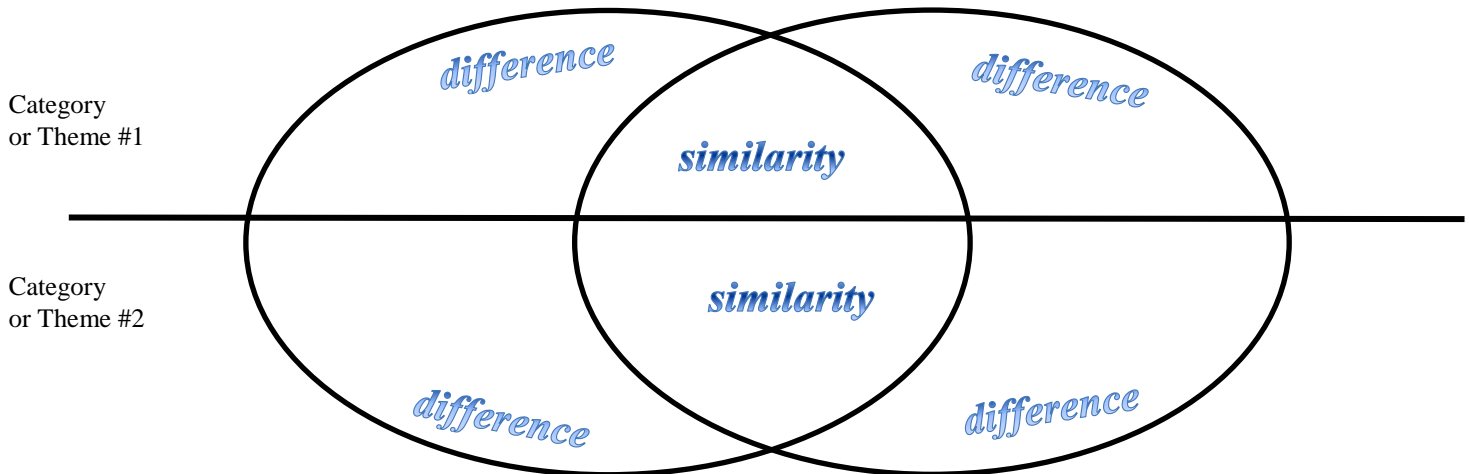 difference
difference
Category
or Theme #1
similarity
Category
or Theme #2
similarity
difference
difference